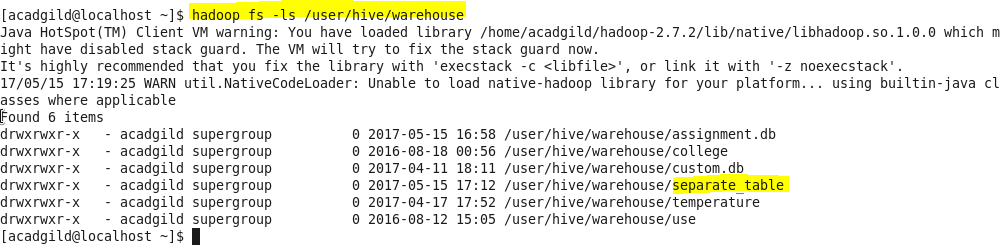 [acadgild@localhost ~]$ hadoop fs -ls /user/hive/warehouse
Java HotSpot(TM) Client VM warning: You have loaded library /home/acadgild/hadoop-2.7.2/lib/native/libhadoop.so.1.0.0 which m
ight have disabled stack guard. The VM will try to fix the stack guard now.
It's highly recommended that you fix the library with 'execstack -c <libfile>', or link it with '-z noexecstack'.
17/05/15 17:19:25 WARN util.NativeCodeLoader: Unable to load native-hadoop library for your platform... using builtin-java cl
asses where applicable
Found 6 items
drwxrwxr-x   - acadgild supergroup          0 2017-05-15 16:58 /user/hive/warehouse/assignment.db
drwxrwxr-x   - acadgild supergroup          0 2016-08-18 00:56 /user/hive/warehouse/college
drwxrwxr-x   - acadgild supergroup          0 2017-04-11 18:11 /user/hive/warehouse/custom.db
drwxrwxr-x   - acadgild supergroup          0 2017-05-15 17:12 /user/hive/warehouse/separate_table
drwxrwxr-x   - acadgild supergroup          0 2017-04-17 17:52 /user/hive/warehouse/temperature
drwxrwxr-x   - acadgild supergroup          0 2016-08-12 15:05 /user/hive/warehouse/use
[acadgild@localhost ~]$